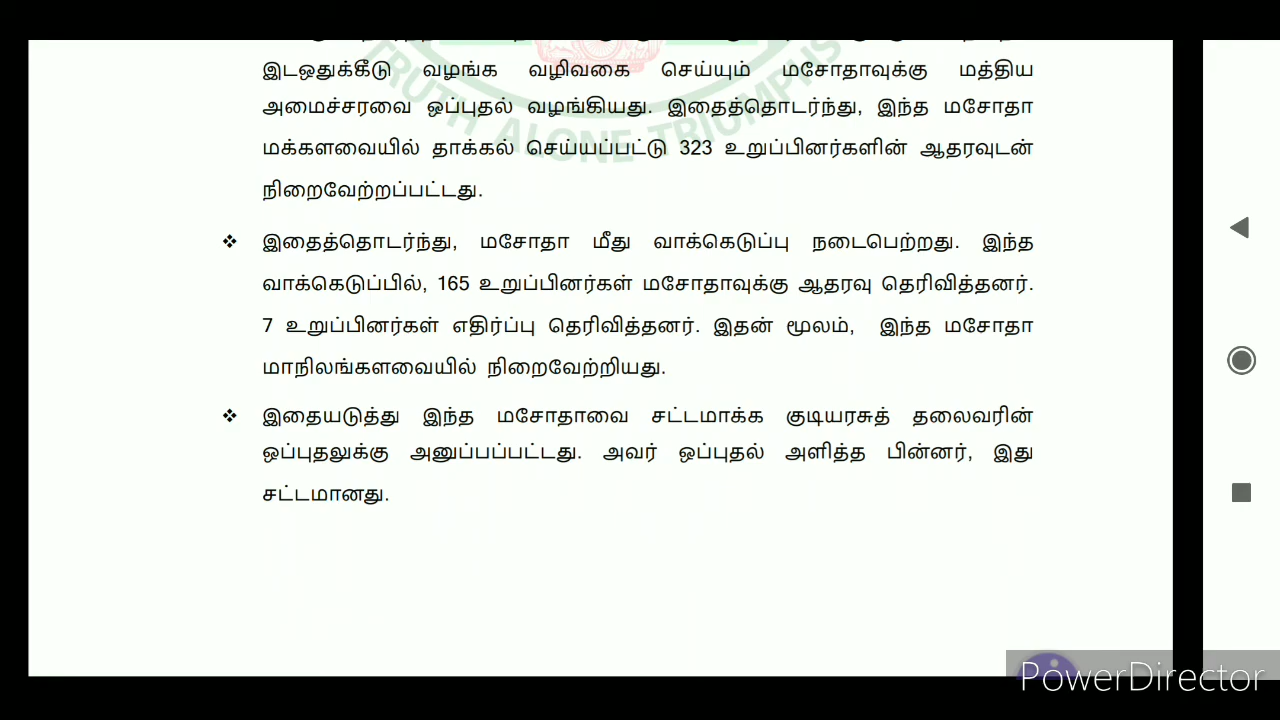 TRUTH ALONE TRIUMPHS
இடஒதுக்கீடு வழங்க வழிவகை செய்யும் மசோதாவுக்கு மத்திய
அமைச்சரவை ஒப்புதல் வழங்கியது. இதைத்தொடர்ந்து, இந்த மசோதா
மக்களவையில் தாக்கல் செய்யப்பட்டு 323 உறுப்பினர்களின் ஆதரவுடன்
நிறைவேற்றப்பட்டது.
❖ இதைத்தொடர்ந்து, மசோதா மீது வாக்கெடுப்பு நடைபெற்றது. இந்த
வாக்கெடுப்பில், 165 உறுப்பினர்கள் மசோதாவுக்கு ஆதரவு தெரிவித்தனர்.
7 உறுப்பினர்கள் எதிர்ப்பு தெரிவித்தனர். இதன் மூலம், இந்த மசோதா
மாநிலங்களவையில் நிறைவேற்றியது.
❖ இதையடுத்து இந்த மசோதாவை சட்டமாக்க குடியரசுத் தலைவரின்
ஒப்புதலுக்கு அனுப்பப்பட்டது. அவர் ஒப்புதல் அளித்த பின்னர், இது
சட்டமானது.
PowerDirector